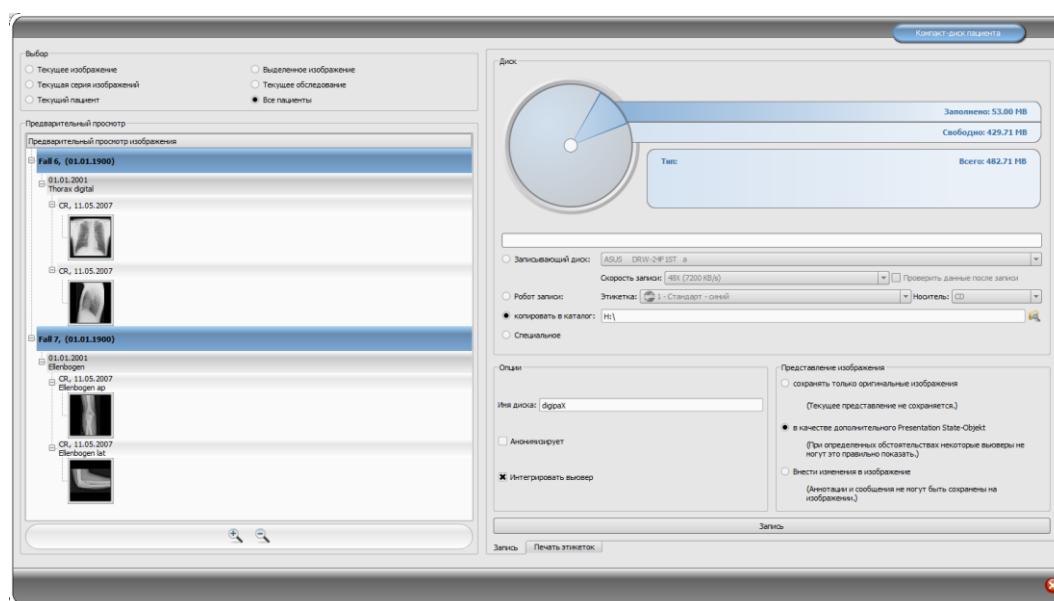 Компакт-диск пациента
Выбор
Текущее изображение
Выделенное изображение
Текущая серия изображений
Текущее обследование
Текущий пациент
Все пациенты
Предварительный просмотр
Предварительный просмотр изображения
Fall 6, (01.01.1900)
01.01.2001
Thorax digital
CR, 11.05.2007
CR, 11.05.2007
Fall 7, (01.01.1900)
01.01.2001
Ellenbogen
CR, 11.05.2007
Ellenbogen ap
CR, 11.05.2007
Ellenbogen lat
Диск
Заполнено: 53.00 MB
Свободно: 429.71 MB
Тип:
Всего: 482.71 MB
Записывающий диск: ASUS DRW-24F1ST a
Скорость записи: 48X (7200 KB/s) Проверить данные после записи
Робот записи: Этикетка: 1 - Стандарт - синий Носитель: CD
копировать в каталог: H:\
Специальное
Опции
Имя диска: digipaX
Анонимизирует
Интегрировать вьювер
Представление изображения
сохранять только оригинальные изображения
(Текущее представление не сохраняется.)
в качестве дополнительного Presentation State-Objekt
(При определенных обстоятельствах некоторые вьюверы не
могут это правильно показать.)
Внести изменения в изображение
(Аннотации и сообщения не могут быть сохранены на
изображении.)
Запись
Запись Печать этикеток